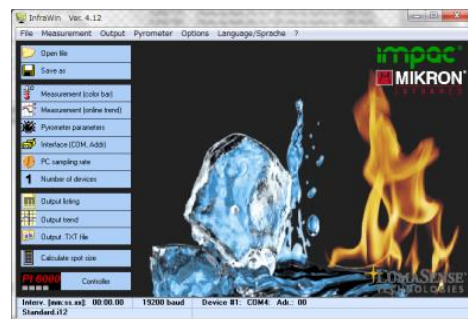 InfraWin Ver. 4.12
File Measurement Output Pyrometer Options Language/Sprache ?
Open file
Save as
Measurement (color bar)
Measurement (online trend)
Pyrometer parameters
Interface (COM, Addr)
PC sampling rate
1 Number of devices
Output listing
Output trend
Output .TXT file
Calculate spot size
PI 6000 Controller
impac
MIKRON
INFRARED
LUMASENSE
TECHNOLOGIES
Interv. [mm:ss.xx]: 00:00.00 19200 baud Device #1: COM4: Adr.: 00
Standard.i12